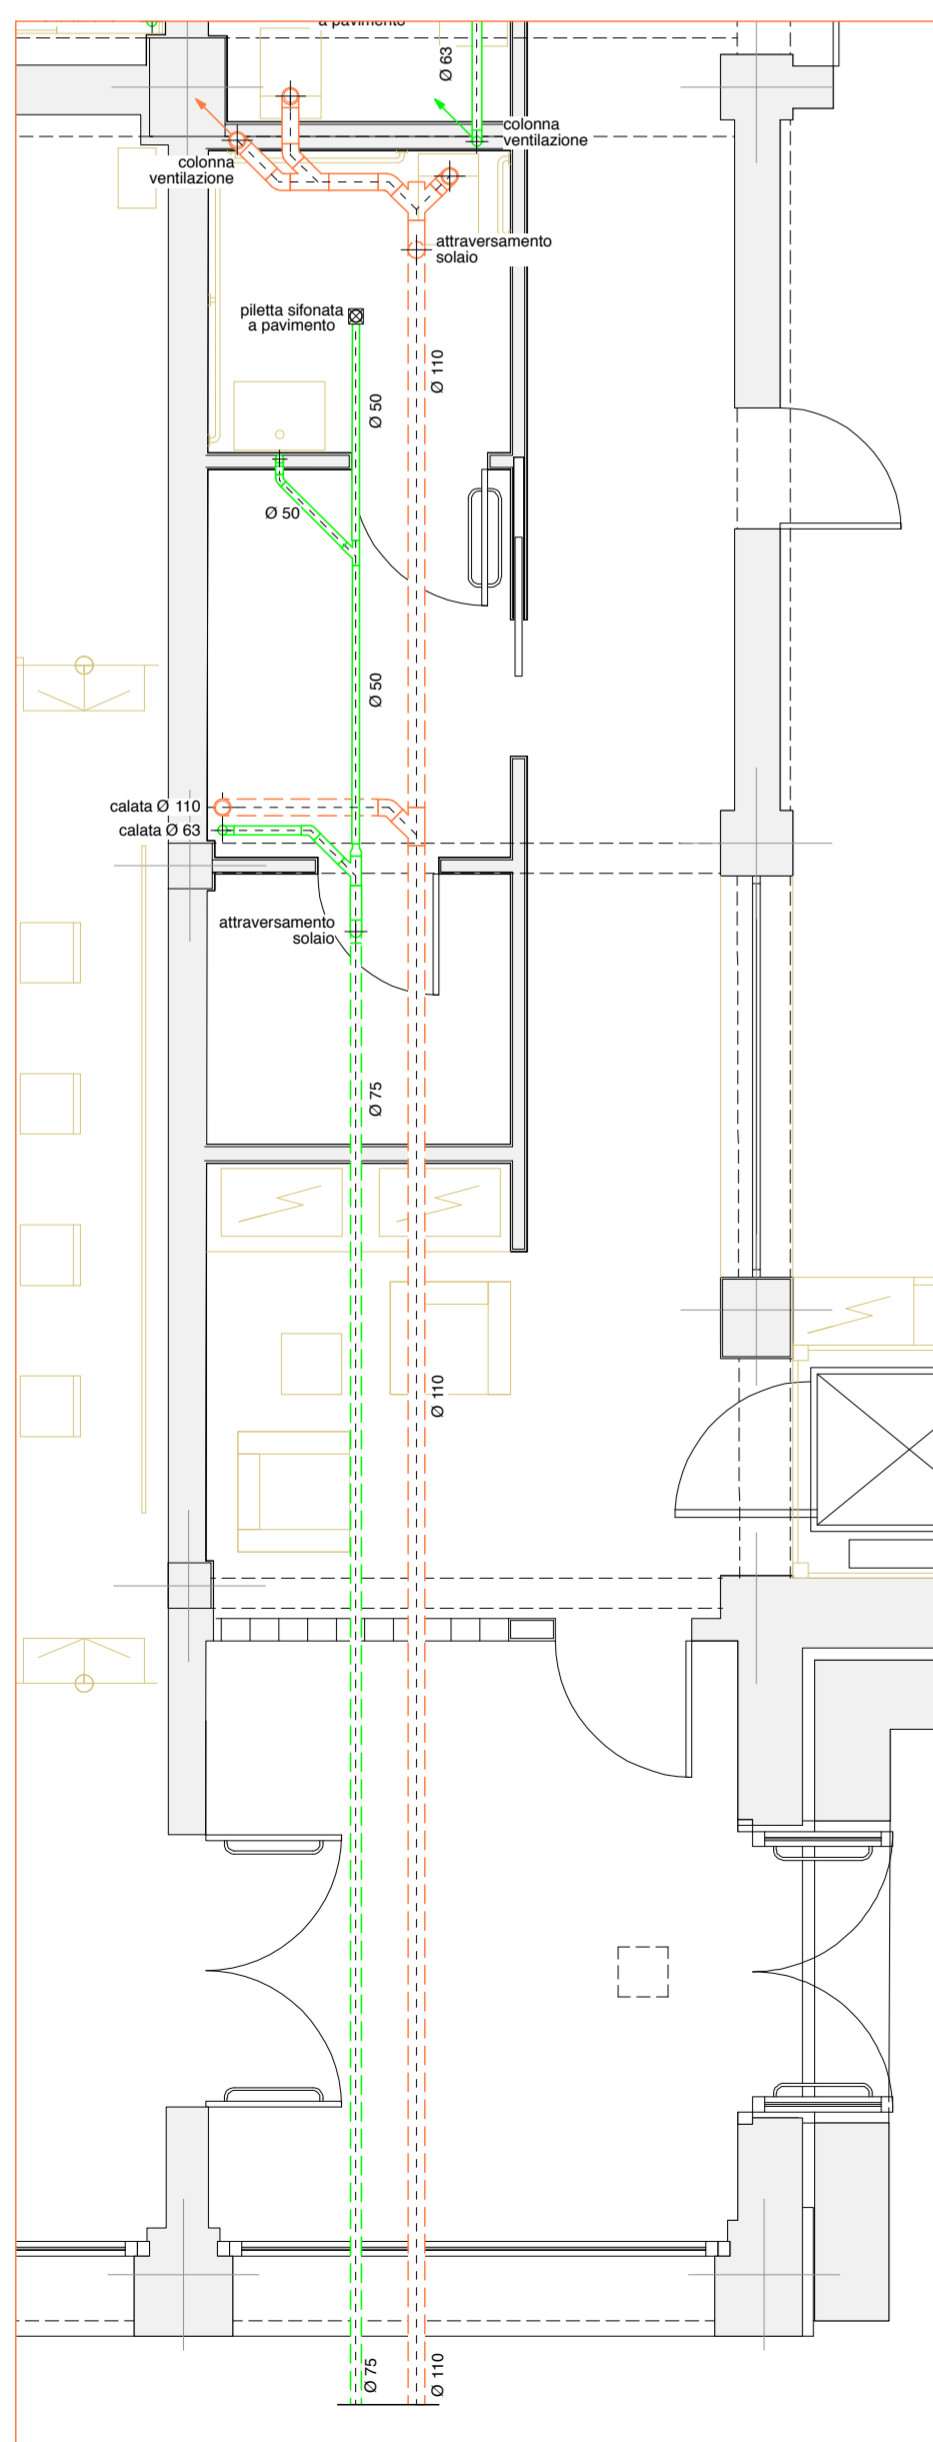 a pavimento
Ø 63
colonna
ventilazione
colonna
ventilazione
attraversamento
solaio
piletta sifonata
a pavimento
Ø 110
Ø 50
Ø 50
Ø 50
calata Ø 110
calata Ø 63
attraversamento
solaio
Ø 75
Ø 110
Ø 75
Ø 110